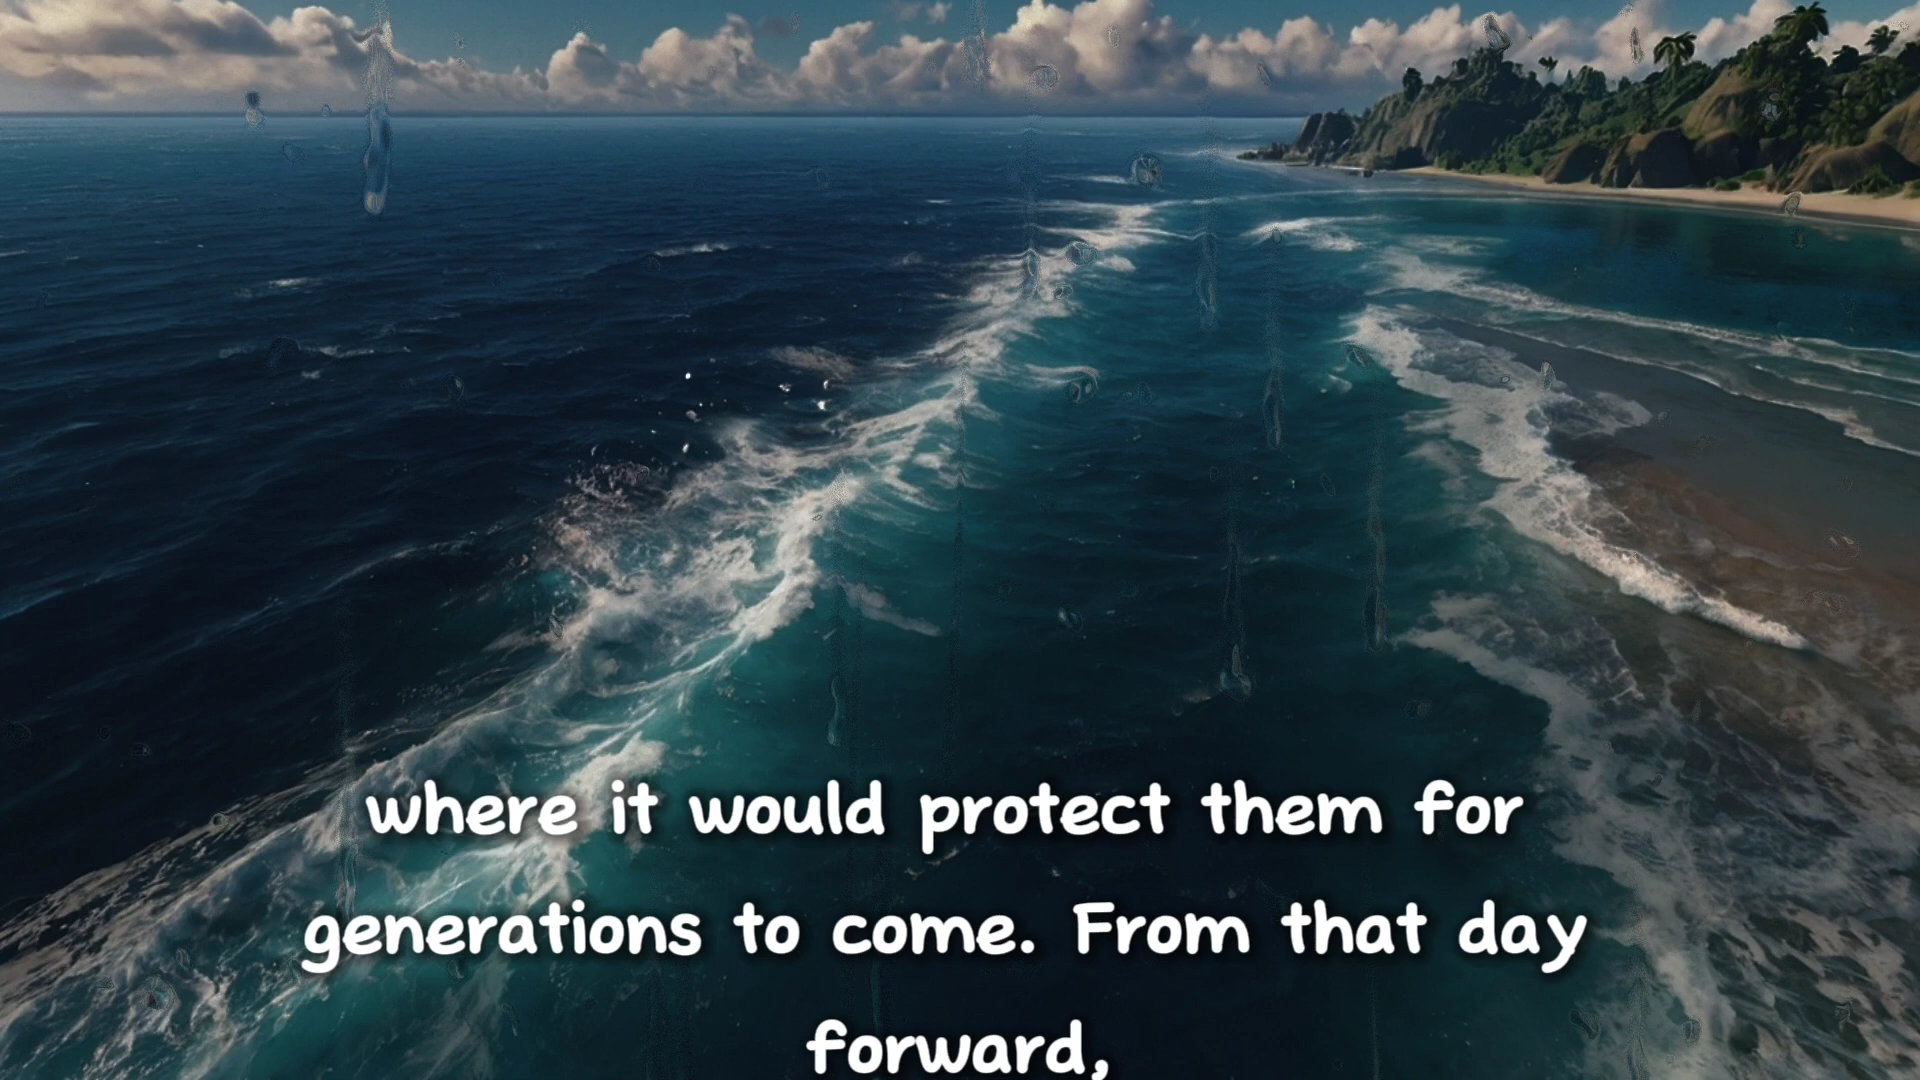 where it would protect them for
generations to come. From that day
forward,